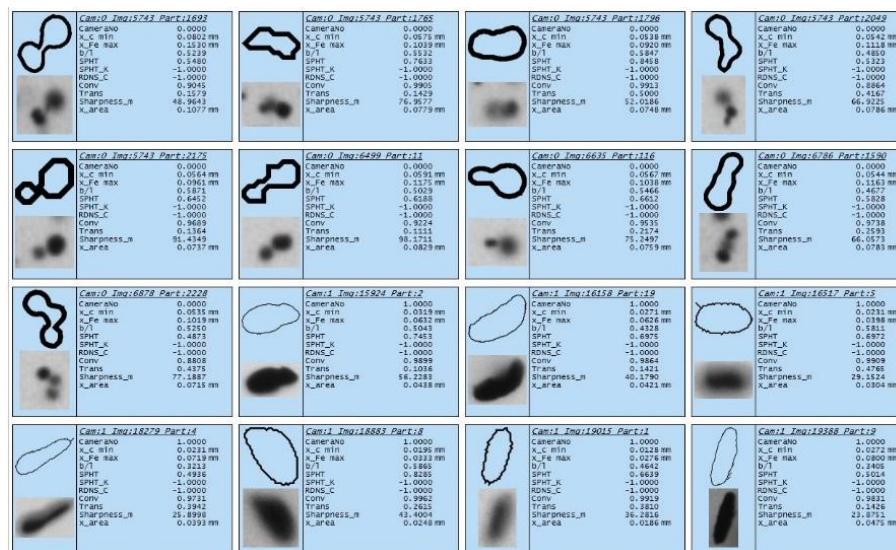 Cam:0 Img:5743 Part:1693
CameraNo 0.0000
x_c min 0.0802 mm
x_Fe max 0.1530 mm
b/l 0.5239
SPHT 0.5480
SPHT_K -1.0000
RDNS_C -1.0000
Conv 0.9045
Trans 0.1579
Sharpness_m 48.9643
x_area 0.1077 mm
Cam:0 Img:5743 Part:1765
CameraNo 0.0000
x_c min 0.0575 mm
x_Fe max 0.1039 mm
b/l 0.5532
SPHT 0.7633
SPHT_K -1.0000
RDNS_C -1.0000
Conv 0.9905
Trans 0.1429
Sharpness_m 76.9577
x_area 0.0779 mm
Cam:0 Img:5743 Part:1796
CameraNo 0.0000
x_c min 0.0538 mm
x_Fe max 0.0920 mm
b/l 0.5847
SPHT 0.8458
SPHT_K -1.0000
RDNS_C -1.0000
Conv 0.9913
Trans 0.5000
Sharpness_m 52.0186
x_area 0.0748 mm
Cam:0 Img:5743 Part:2049
CameraNo 0.0000
x_c min 0.0542 mm
x_Fe max 0.1118 mm
b/l 0.4850
SPHT 0.5323
SPHT_K -1.0000
RDNS_C -1.0000
Conv 0.8864
Trans 0.4167
Sharpness_m 66.9225
x_area 0.0786 mm
Cam:0 Img:5743 Part:2175
CameraNo 0.0000
x_c min 0.0564 mm
x_Fe max 0.0961 mm
b/l 0.5871
SPHT 0.6452
SPHT_K -1.0000
RDNS_C -1.0000
Conv 0.9689
Trans 0.1364
Sharpness_m 91.4349
x_area 0.0737 mm
Cam:0 Img:6499 Part:11
CameraNo 0.0000
x_c min 0.0591 mm
x_Fe max 0.1175 mm
b/l 0.5029
SPHT 0.6188
SPHT_K -1.0000
RDNS_C -1.0000
Conv 0.9224
Trans 0.1111
Sharpness_m 98.1711
x_area 0.0829 mm
Cam:0 Img:6635 Part:116
CameraNo 0.0000
x_c min 0.0567 mm
x_Fe max 0.1038 mm
b/l 0.5466
SPHT 0.6612
SPHT_K -1.0000
RDNS_C -1.0000
Conv 0.9535
Trans 0.2174
Sharpness_m 75.2497
x_area 0.0759 mm
Cam:0 Img:6786 Part:1590
CameraNo 0.0000
x_c min 0.0544 mm
x_Fe max 0.1163 mm
b/l 0.4677
SPHT 0.5828
SPHT_K -1.0000
RDNS_C -1.0000
Conv 0.9738
Trans 0.2593
Sharpness_m 66.0573
x_area 0.0783 mm
Cam:0 Img:6878 Part:2228
CameraNo 0.0000
x_c min 0.0535 mm
x_Fe max 0.1019 mm
b/l 0.5250
SPHT 0.4873
SPHT_K -1.0000
RDNS_C -1.0000
Conv 0.8808
Trans 0.4375
Sharpness_m 77.1887
x_area 0.0715 mm
Cam:1 Img:15924 Part:2
CameraNo 1.0000
x_c min 0.0319 mm
x_Fe max 0.0632 mm
b/l 0.5043
SPHT 0.7453
SPHT_K -1.0000
RDNS_C -1.0000
Conv 0.9899
Trans 0.1036
Sharpness_m 56.2283
x_area 0.0438 mm
Cam:1 Img:16158 Part:19
CameraNo 1.0000
x_c min 0.0271 mm
x_Fe max 0.0626 mm
b/l 0.4328
SPHT 0.6975
SPHT_K -1.0000
RDNS_C -1.0000
Conv 0.9864
Trans 0.1421
Sharpness_m 40.1790
x_area 0.0421 mm
Cam:1 Img:16517 Part:5
CameraNo 1.0000
x_c min 0.0231 mm
x_Fe max 0.0398 mm
b/l 0.5811
SPHT 0.6972
SPHT_K -1.0000
RDNS_C -1.0000
Conv 0.9909
Trans 0.4765
Sharpness_m 29.1524
x_area 0.0304 mm
Cam:1 Img:18279 Part:4
CameraNo 1.0000
x_c min 0.0231 mm
x_Fe max 0.0719 mm
b/l 0.3213
SPHT 0.4936
SPHT_K -1.0000
RDNS_C -1.0000
Conv 0.9731
Trans 0.3942
Sharpness_m 25.8998
x_area 0.0393 mm
Cam:1 Img:18883 Part:8
CameraNo 1.0000
x_c min 0.0195 mm
x_Fe max 0.0333 mm
b/l 0.5865
SPHT 0.8285
SPHT_K -1.0000
RDNS_C -1.0000
Conv 0.9962
Trans 0.2615
Sharpness_m 43.4004
x_area 0.0248 mm
Cam:1 Img:19015 Part:1
CameraNo 1.0000
x_c min 0.0128 mm
x_Fe max 0.0276 mm
b/l 0.4642
SPHT 0.6639
SPHT_K -1.0000
RDNS_C -1.0000
Conv 0.9919
Trans 0.3810
Sharpness_m 36.2816
x_area 0.0186 mm
Cam:1 Img:19388 Part:9
CameraNo 1.0000
x_c min 0.0272 mm
x_Fe max 0.0800 mm
b/l 0.3405
SPHT 0.5014
SPHT_K -1.0000
RDNS_C -1.0000
Conv 0.9831
Trans 0.1426
Sharpness_m 23.8751
x_area 0.0475 mm